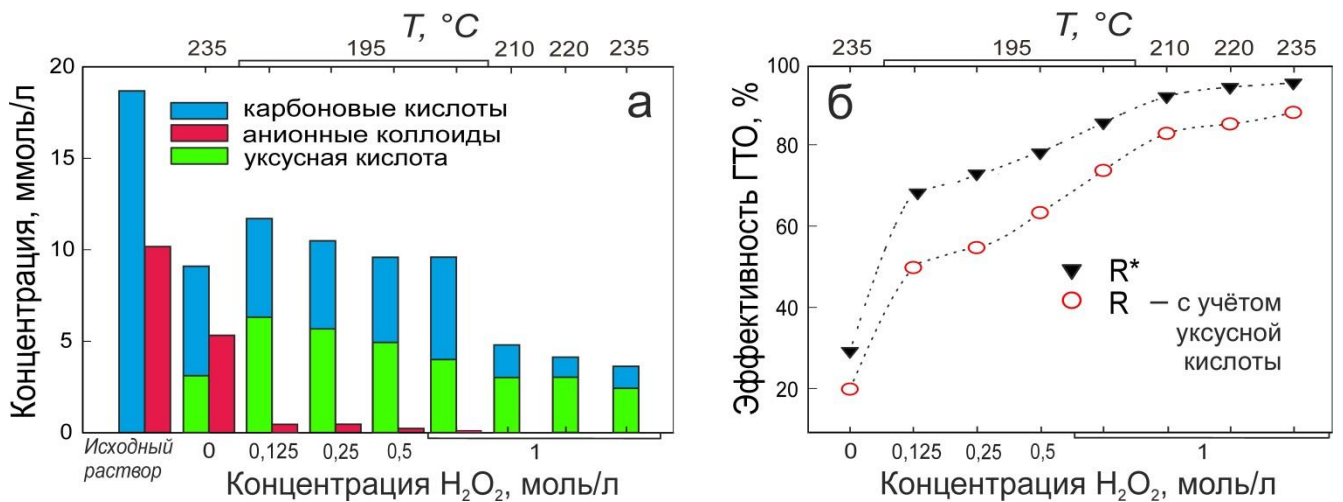 T, °C
235 195 210 220 235
20
15
10
5
0
Концентрация, ммоль/л
а
карбоновые кислоты
анионные коллоиды
уксусная кислота
Исходный
раствор
0 0,125 0,25 0,5 1
Концентрация H₂O₂, моль/л
T, °C
235 195 210 220 235
100
80
60
40
20
Эффективность ГТО, %
б
R*
R – с учётом
уксусной
кислоты
0 0,125 0,25 0,5 1
Концентрация H₂O₂, моль/л